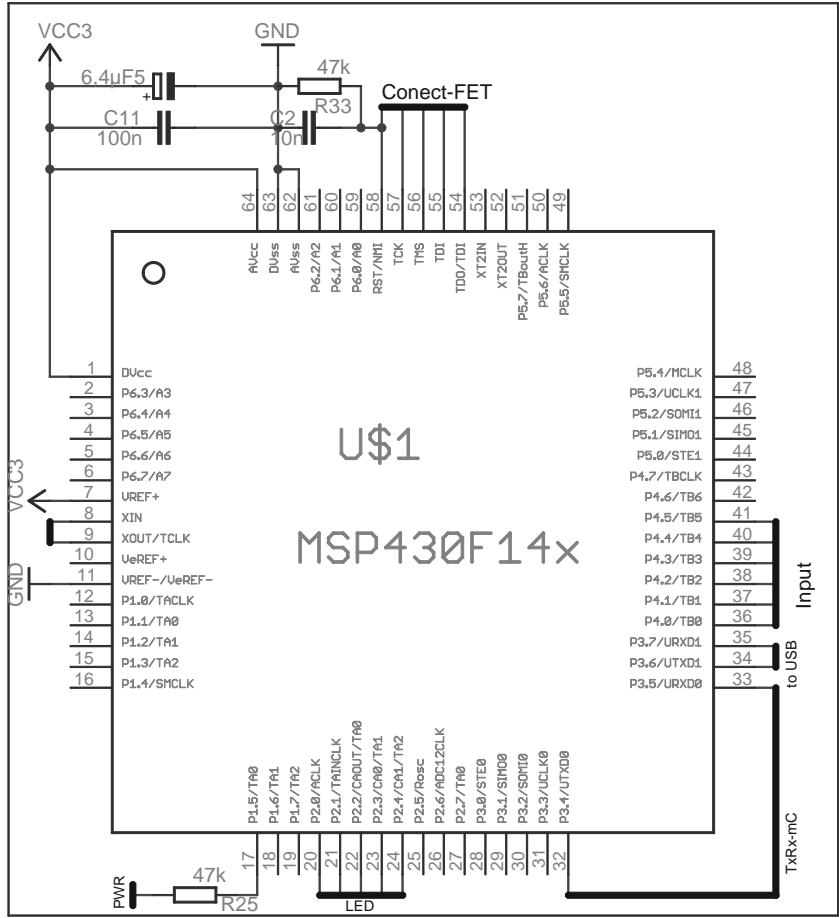 VCC3
GND
6.4µF5
+
47k
R33
C11
100n
C2
10n
Conect-FET
64
63
62
61
60
59
58
57
56
55
54
53
52
51
50
49
AVcc
DVss
AVss
P6.2/A2
P6.1/A1
P6.0/A0
RST/NMI
TCK
TMS
TDI
TDO/TDI
XT2IN
XT2OUT
P5.7/TBoutH
P5.6/ACLK
P5.5/SMCLK
1 DVcc
2 P6.3/A3
3 P6.4/A4
4 P6.5/A5
5 P6.6/A6
6 P6.7/A7
7 VREF+
8 XIN
9 XOUT/TCLK
10 VeREF+
11 VREF-/VeREF-
12 P1.0/TACLK
13 P1.1/TA0
14 P1.2/TA1
15 P1.3/TA2
16 P1.4/SMCLK
VCC3
GND
U$1
MSP430F14x
P5.4/MCLK 48
P5.3/UCLK1 47
P5.2/SOMI1 46
P5.1/SIMO1 45
P5.0/STE1 44
P4.7/TBCLK 43
P4.6/TB6 42
P4.5/TB5 41
P4.4/TB4 40
P4.3/TB3 39
P4.2/TB2 38
P4.1/TB1 37
P4.0/TB0 36
P3.7/URXD1 35
P3.6/UTXD1 34
P3.5/URXD0 33
Input
to USB
TxRx-mC
P1.5/TA0
P1.6/TA1
P1.7/TA2
P2.0/ACLK
P2.1/TAINCLK
P2.2/CAOUT/TA0
P2.3/CA0/TA1
P2.4/CA1/TA2
P2.5/Rosc
P2.6/ADC12CLK
P2.7/TA0
P3.0/STE0
P3.1/SIMO0
P3.2/SOMI0
P3.3/UCLK0
P3.4/UTXD0
17
18
19
20
21
22
23
24
25
26
27
28
29
30
31
32
PWR
47k
R25
LED